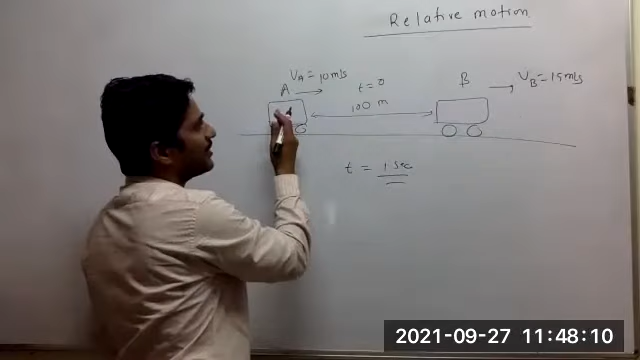 Relative motion
V_A = 10 m/s
A
t = 0
B
V_B = 15 m/s
100 m
t = 1 sec
2021-09-27 11:48:10